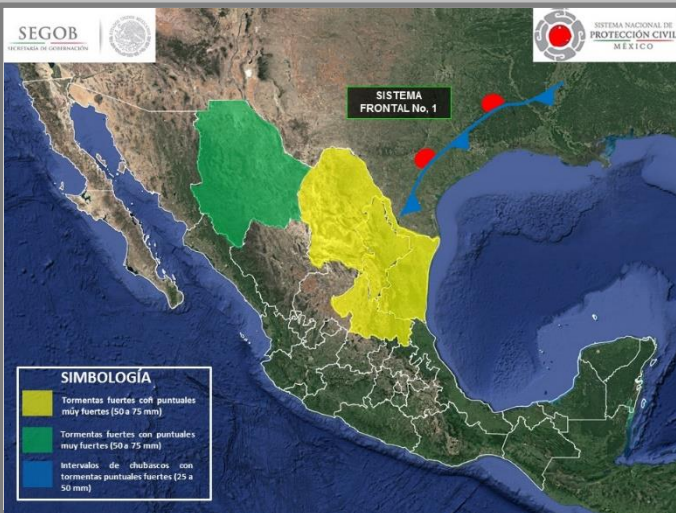 SEGOB
SECRETARÍA DE GOBERNACIÓN
SISTEMA NACIONAL DE
PROTECCIÓN CIVIL
MÉXICO
SISTEMA
FRONTAL No, 1
SIMBOLOGÍA
Tormentas fuertes con puntuales
múy fuertes (50 a 75 mm)
Tormentas fuertes con puntuales
muy fuertes (50 a 75 mm)
Intervalos de chubascos con
tormentas puntuales fuertes (25 a
50 mm)